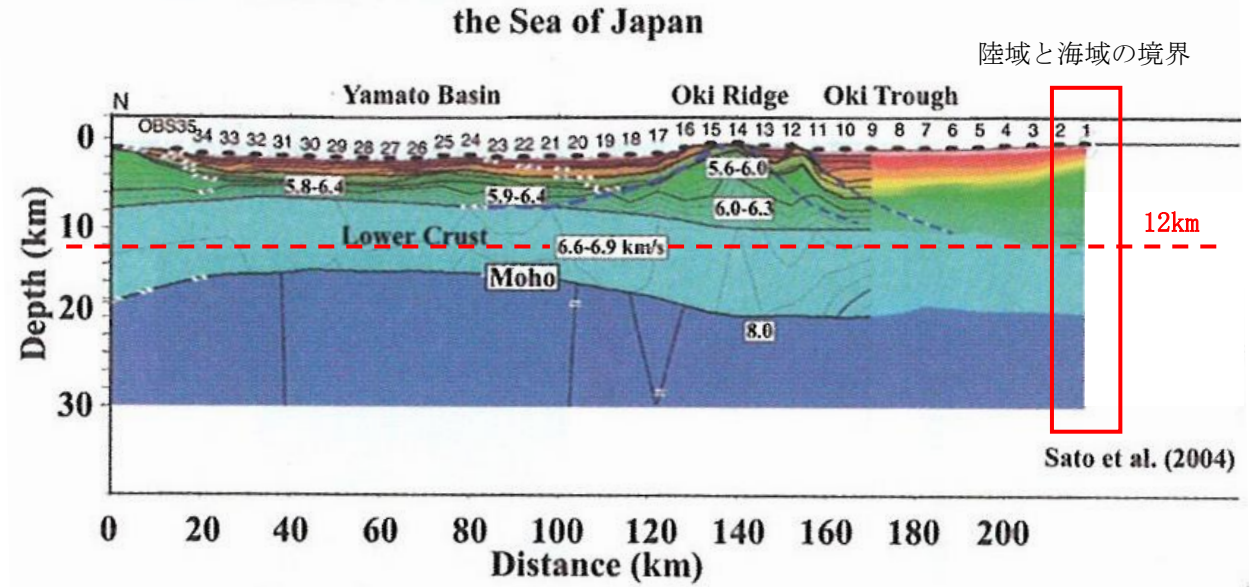 the Sea of Japan
陸域と海域の境界
N
Yamato Basin
Oki Ridge
Oki Trough
OBS35 34 33 32 31 30 29 28 27 26 25 24 23 22 21 20 19 18 17 16 15 14 13 12 11 10 9 8 7 6 5 4 3 2 1
0
5.6-6.0
5.8-6.4
5.9-6.4
6.0-6.3
10
12km
Lower Crust
6.6-6.9 km/s
Moho
20
8.0
30
Depth (km)
Sato et al. (2004)
0 20 40 60 80 100 120 140 160 180 200
Distance (km)